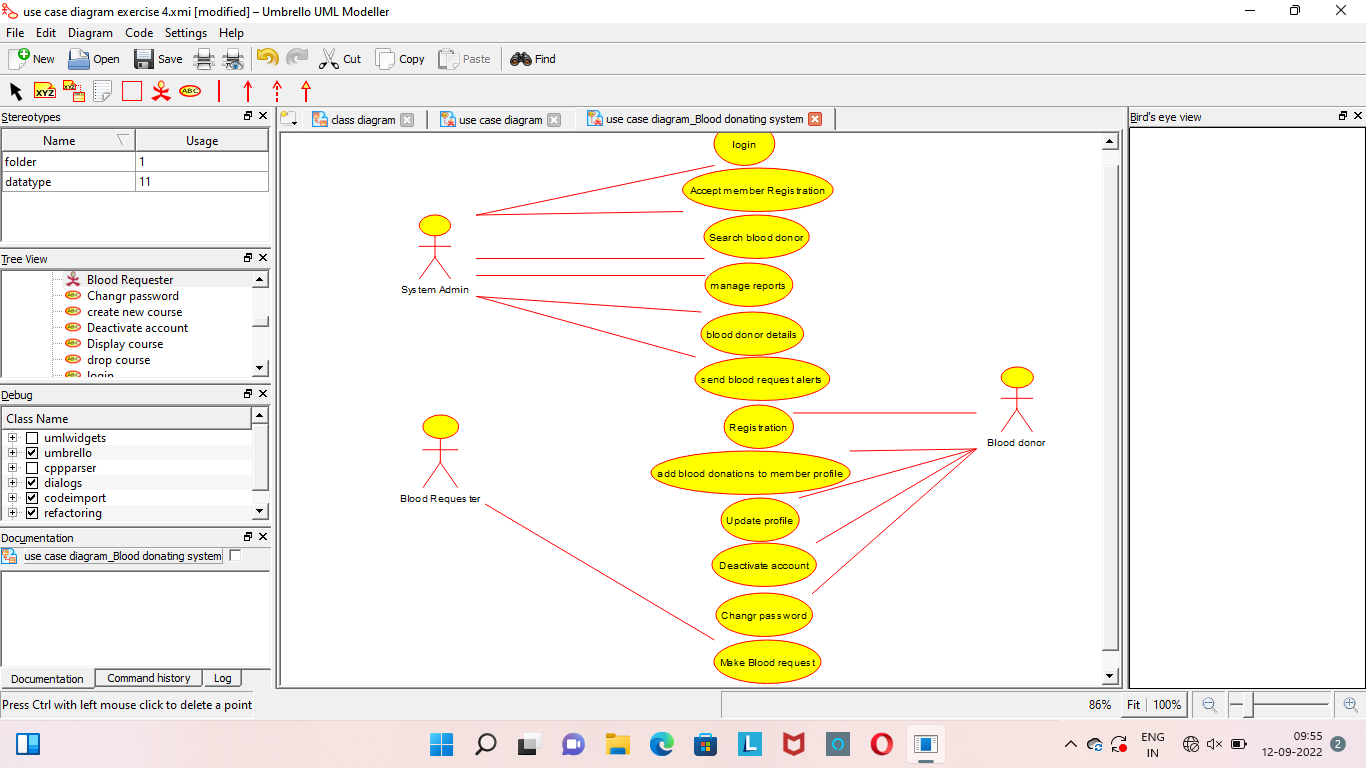 use case diagram exercise 4.xmi [modified] – Umbrello UML Modeller
File Edit Diagram Code Settings Help
New Open Save Cut Copy Paste Find
XYZ XYZ ABC
Stereotypes
Name Usage
folder 1
datatype 11
Tree View
Blood Requester
ABC Changr password
ABC create new course
ABC Deactivate account
ABC Display course
ABC drop course
ABC login
Debug
Class Name
umlwidgets
umbrello
cppparser
dialogs
codeimport
refactoring
Documentation
use case diagram_Blood donating system
Documentation Command history Log
Press Ctrl with left mouse click to delete a point
class diagram use case diagram use case diagram_Blood donating system
login
Accept member Registration
Search blood donor
manage reports
System Admin
blood donor details
send blood request alerts
Registration
Blood donor
add blood donations to member profile
Blood Requester
Update profile
Deactivate account
Changr password
Make Blood request
Bird's eye view
86% Fit 100%
L
O
ENG
IN
09:55
12-09-2022
2